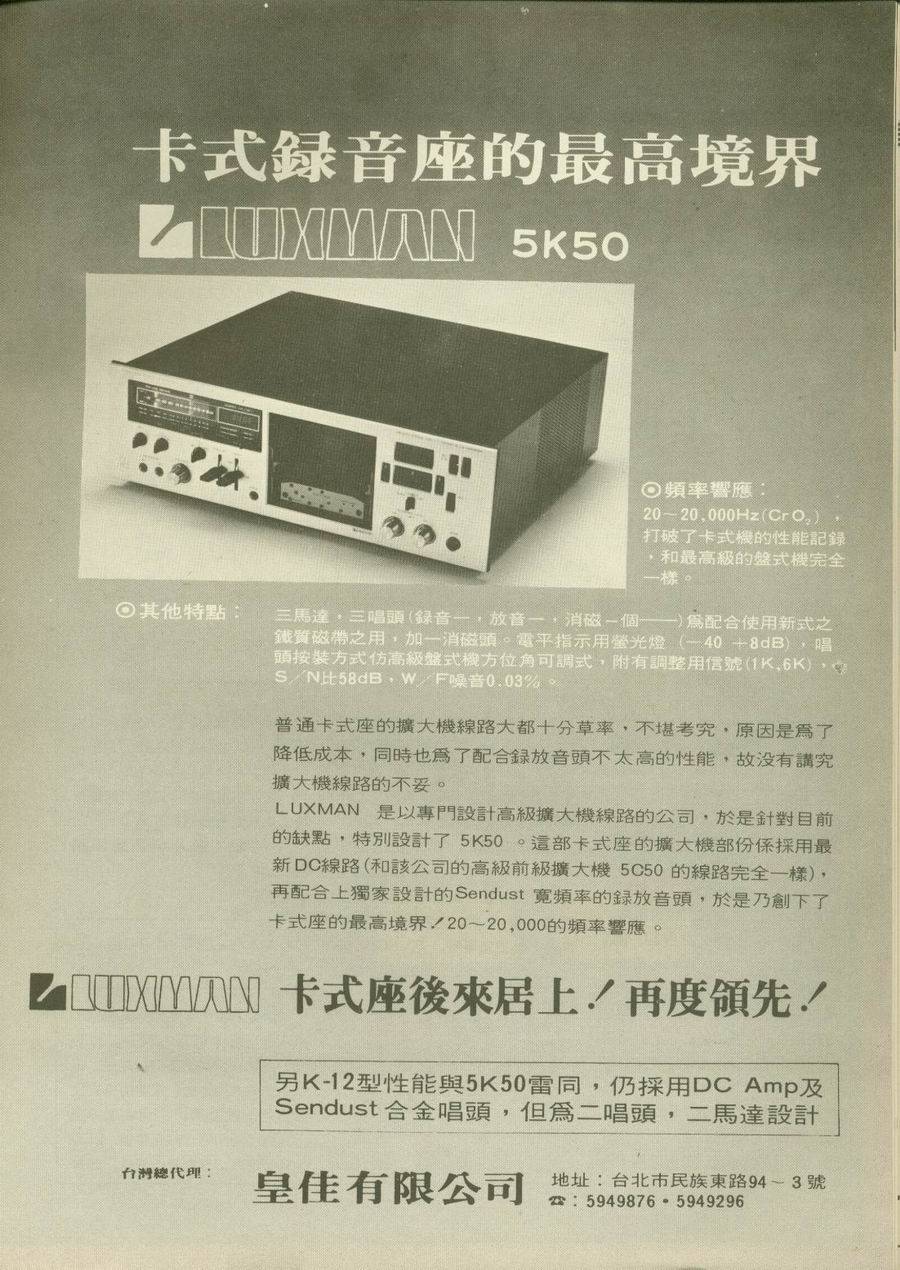 卡式録音座的最高境界
LUXMAN 5K50
⊙頻率響應：
20～20,000Hz(CrO₂)，
打破了卡式機的性能記録
，和最高級的盤式機完全
一樣。
⊙其他特點：
三馬達，三唱頭(録音一，放音一，消磁－個──)爲配合使用新式之
鐵質磁帶之用，加一消磁頭。電平指示用螢光燈（－40 ＋8dB)，唱
頭按裝方式仿高級盤式機方位角可調式，附有調整用信號(1K,6K)，
S／N比58dB，W／F噪音0.03%。
普通卡式座的擴大機線路大都十分草率，不堪考究，原因是爲了
降低成本，同時也爲了配合録放音頭不太高的性能，故没有講究
擴大機線路的不妥。
LUXMAN 是以專門設計高級擴大機線路的公司，於是針對目前
的缺點，特別設計了 5K50 。這部卡式座的擴大機部份係採用最
新DC線路(和該公司的高級前級擴大機 5C50 的線路完全一樣)，
再配合上獨家設計的Sendust 寬頻率的録放音頭，於是乃創下了
卡式座的最高境界！20～20,000的頻率響應。
LUXMAN 卡式座後來居上！再度領先！
另K-12型性能與5K50雷同，仍採用DC Amp及
Sendust合金唱頭，但爲二唱頭，二馬達設計
台灣總代理：
皇佳有限公司
地址：台北市民族東路94～3號
☎：5949876・5949296